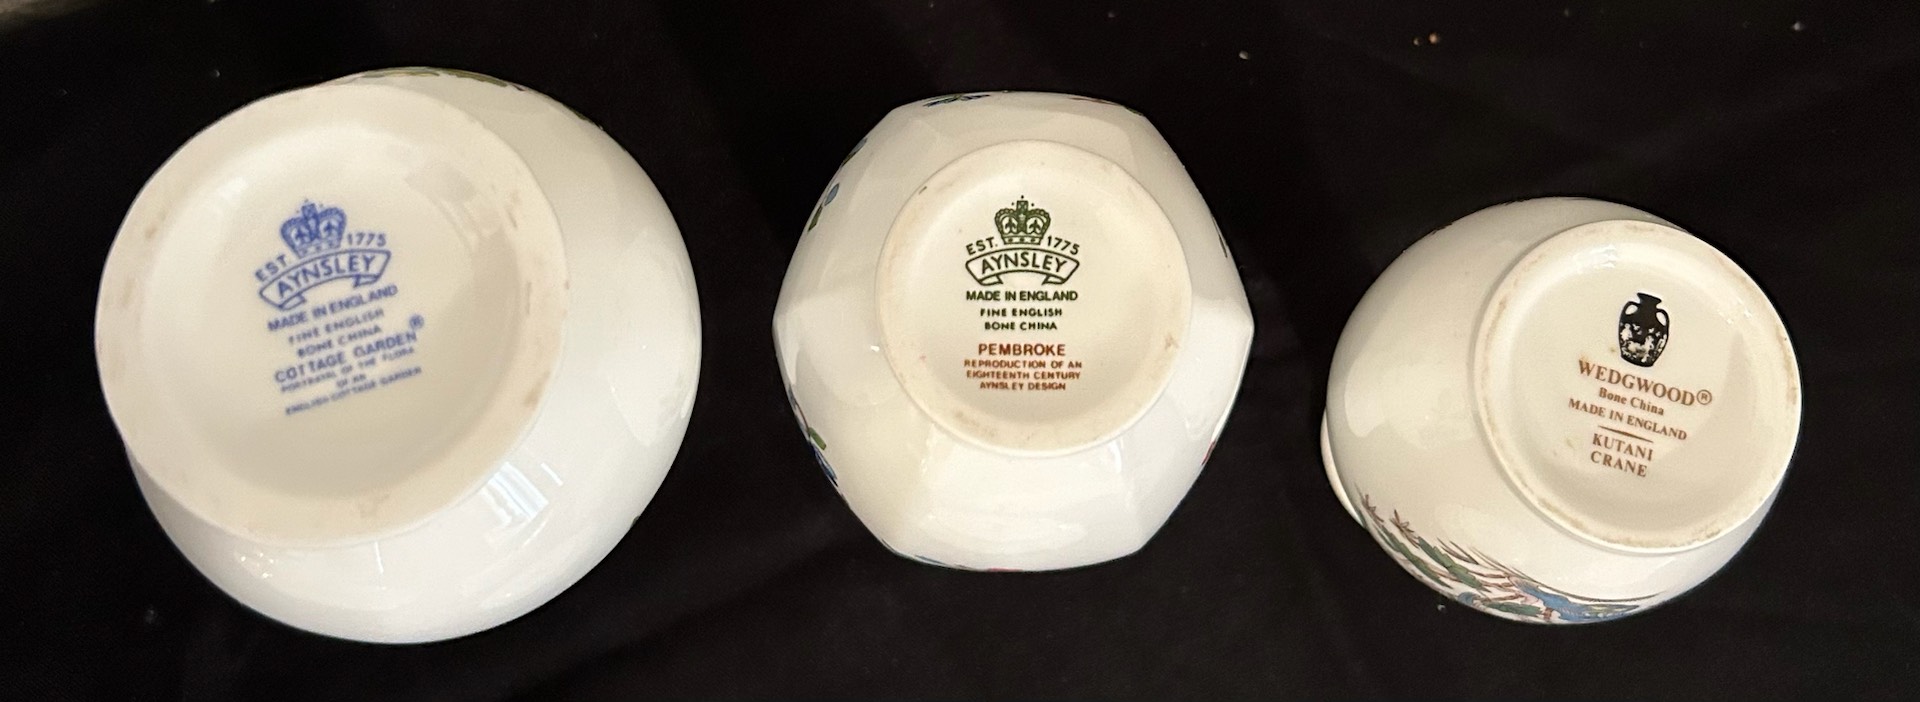 EST. 1775
AYNSLEY
MADE IN ENGLAND
FINE ENGLISH
BONE CHINA
COTTAGE GARDEN®
PORTRAYAL OF THE FLORA
OF AN
ENGLISH COTTAGE GARDEN
EST. 1775
AYNSLEY
MADE IN ENGLAND
FINE ENGLISH
BONE CHINA
PEMBROKE
REPRODUCTION OF AN
EIGHTEENTH CENTURY
AYNSLEY DESIGN
WEDGWOOD®
Bone China
MADE IN ENGLAND
KUTANI
CRANE